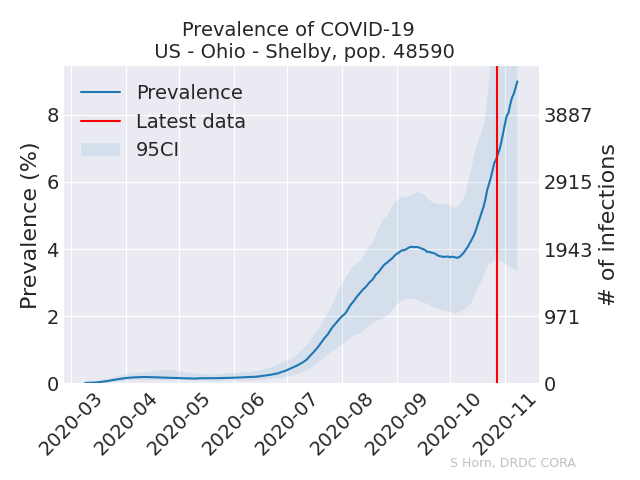 Prevalence of COVID-19
US - Ohio - Shelby, pop. 48590
Prevalence
Latest data
95CI
Prevalence (%)
8
6
4
2
0
3887
2915
1943
971
0
# of infections
2020-03
2020-04
2020-05
2020-06
2020-07
2020-08
2020-09
2020-10
2020-11
S Horn, DRDC CORA